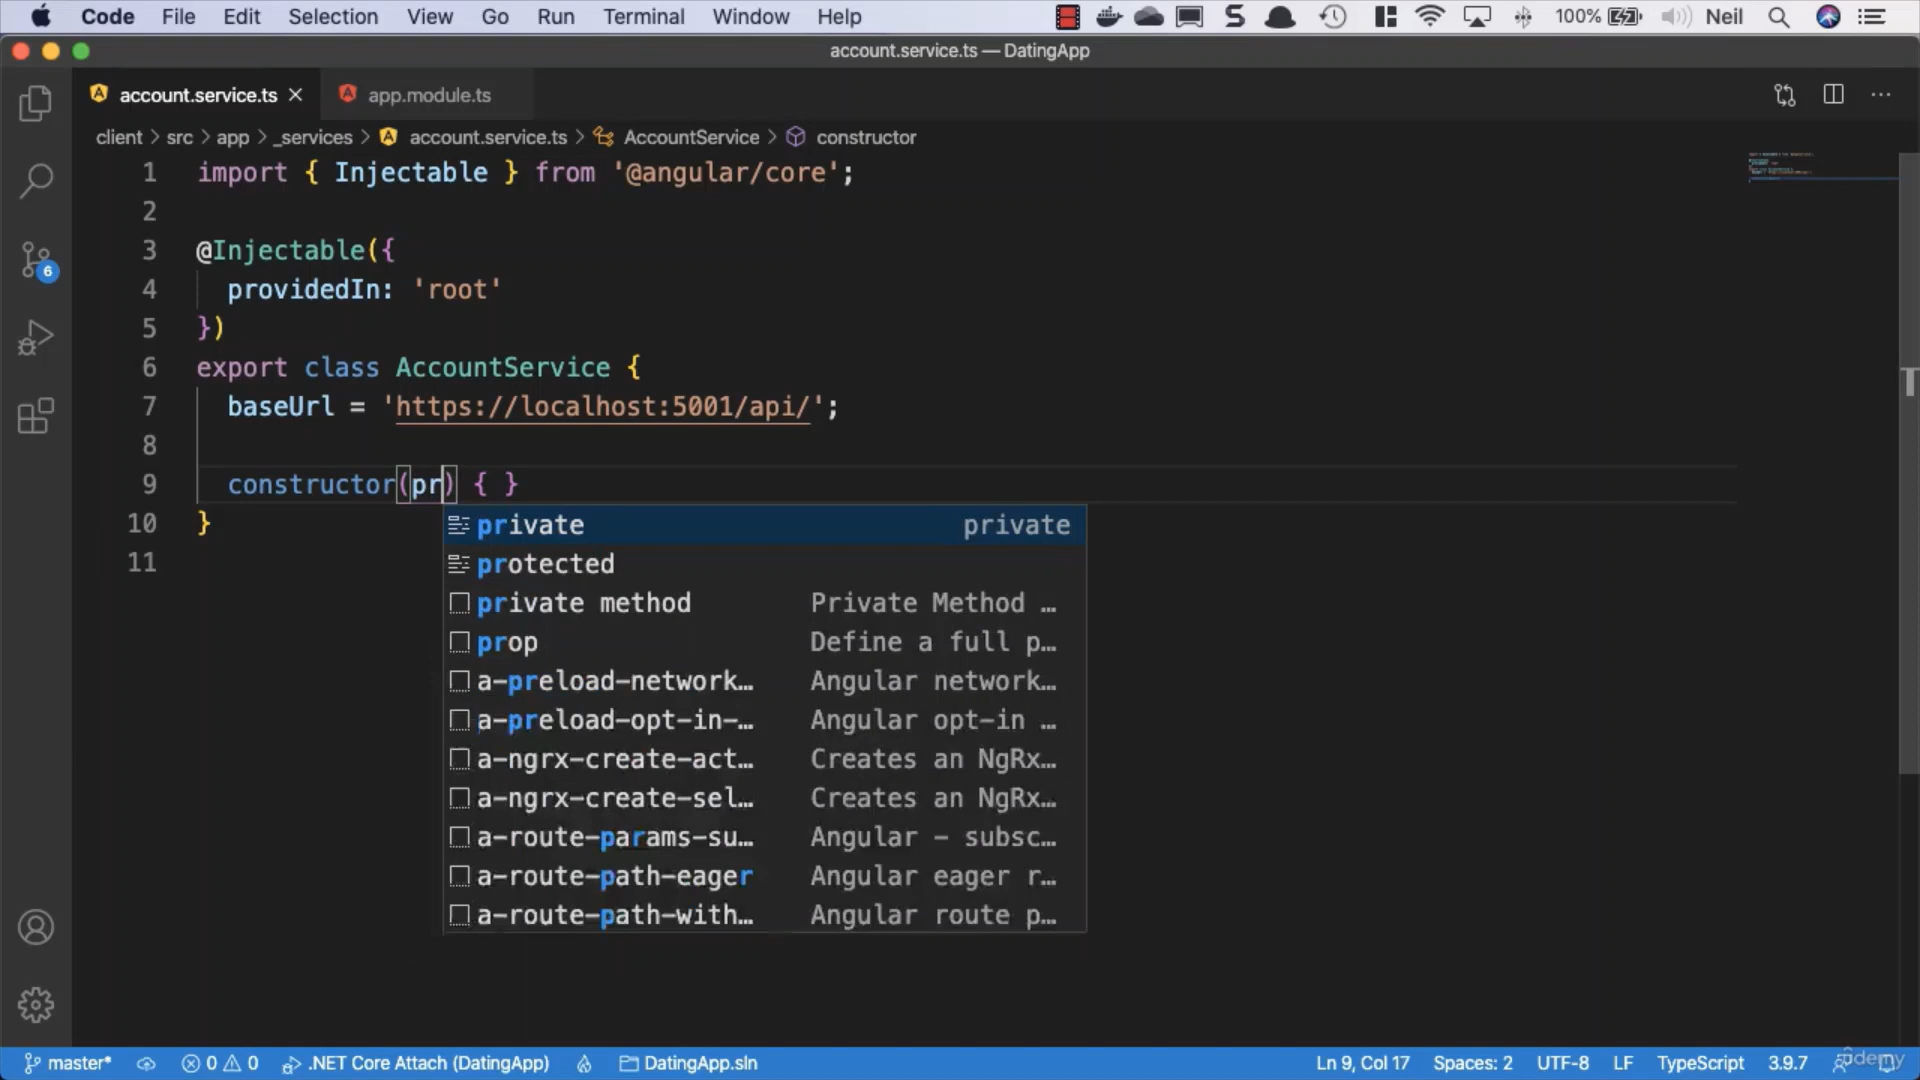 Code File Edit Selection View Go Run Terminal Window Help 100% Neil
account.service.ts — DatingApp
account.service.ts app.module.ts
client > src > app > _services > account.service.ts > AccountService > constructor
1 import { Injectable } from '@angular/core';
2
3 @Injectable({
4 providedIn: 'root'
5 })
6 export class AccountService {
7 baseUrl = 'https://localhost:5001/api/';
8
9 constructor(pr) { }
10 }
11
private private
protected
private method Private Method …
prop Define a full p…
a-preload-network… Angular network…
a-preload-opt-in-… Angular opt-in …
a-ngrx-create-act… Creates an NgRx…
a-ngrx-create-sel… Creates an NgRx…
a-route-params-su… Angular - subsc…
a-route-path-eager Angular eager r…
a-route-path-with… Angular route p…
6
master* 0 0 .NET Core Attach (DatingApp) DatingApp.sln Ln 9, Col 17 Spaces: 2 UTF-8 LF TypeScript 3.9.7
udemy